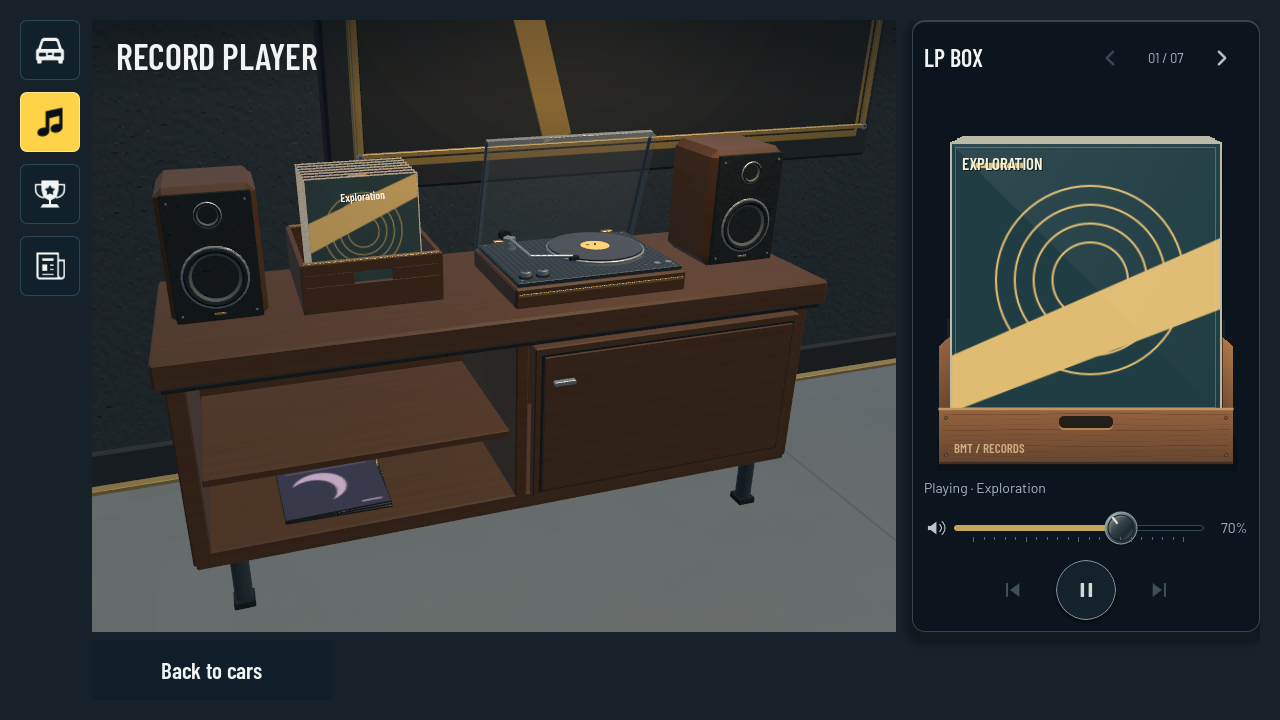 RECORD PLAYER
Exploration
LP BOX
01 / 07
EXPLORATION
BMT / RECORDS
Playing · Exploration
70%
Back to cars